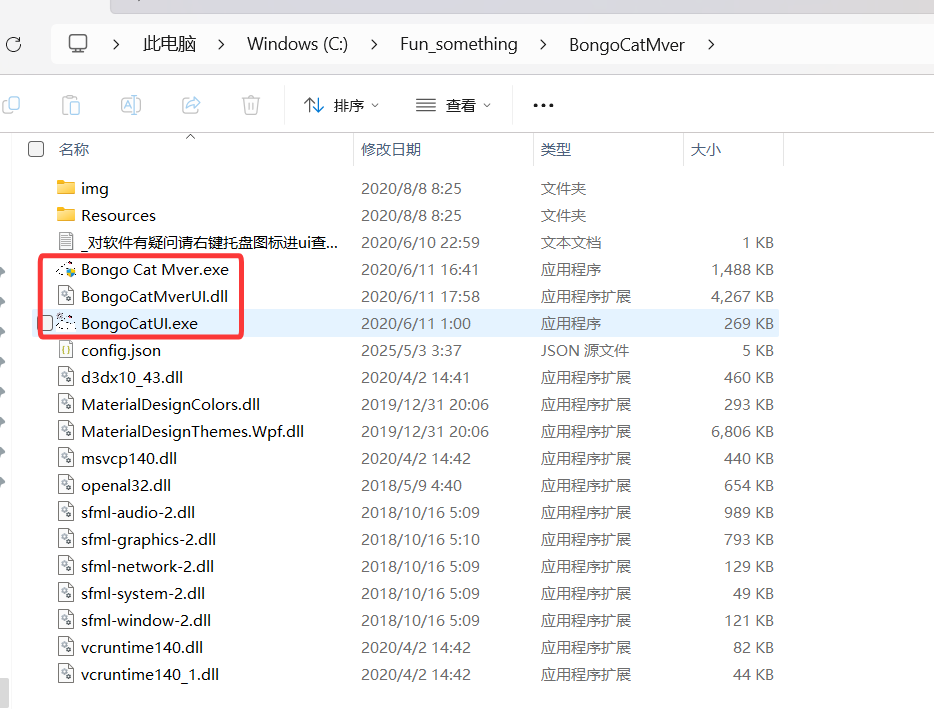 此电脑 > Windows (C:) > Fun_something > BongoCatMver >
排序 查看
名称 修改日期 类型 大小
img 2020/8/8 8:25 文件夹
Resources 2020/8/8 8:25 文件夹
_对软件有疑问请右键托盘图标进ui查... 2020/6/10 22:59 文本文档 1 KB
Bongo Cat Mver.exe 2020/6/11 16:41 应用程序 1,488 KB
BongoCatMverUI.dll 2020/6/11 17:58 应用程序扩展 4,267 KB
BongoCatUI.exe 2020/6/11 1:00 应用程序 269 KB
config.json 2025/5/3 3:37 JSON 源文件 5 KB
d3dx10_43.dll 2020/4/2 14:41 应用程序扩展 460 KB
MaterialDesignColors.dll 2019/12/31 20:06 应用程序扩展 293 KB
MaterialDesignThemes.Wpf.dll 2019/12/31 20:06 应用程序扩展 6,806 KB
msvcp140.dll 2020/4/2 14:42 应用程序扩展 440 KB
openal32.dll 2018/5/9 4:40 应用程序扩展 654 KB
sfml-audio-2.dll 2018/10/16 5:09 应用程序扩展 989 KB
sfml-graphics-2.dll 2018/10/16 5:10 应用程序扩展 793 KB
sfml-network-2.dll 2018/10/16 5:09 应用程序扩展 129 KB
sfml-system-2.dll 2018/10/16 5:09 应用程序扩展 49 KB
sfml-window-2.dll 2018/10/16 5:09 应用程序扩展 121 KB
vcruntime140.dll 2020/4/2 14:42 应用程序扩展 82 KB
vcruntime140_1.dll 2020/4/2 14:42 应用程序扩展 44 KB